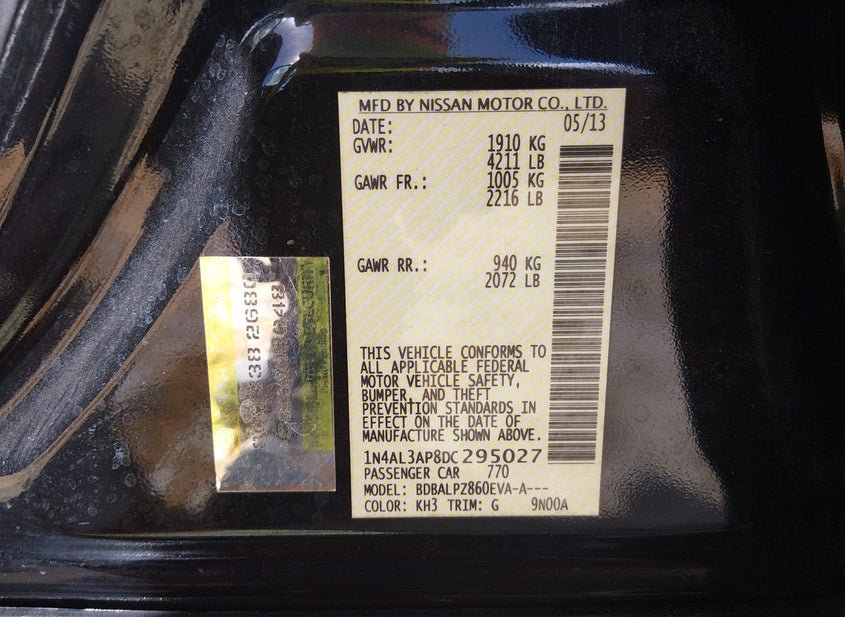 MFD BY NISSAN MOTOR CO., LTD.
DATE: 05/13
GVWR: 1910 KG
4211 LB
GAWR FR.: 1005 KG
2216 LB
GAWR RR.: 940 KG
2072 LB
THIS VEHICLE CONFORMS TO
ALL APPLICABLE FEDERAL
MOTOR VEHICLE SAFETY,
BUMPER, AND THEFT
PREVENTION STANDARDS IN
EFFECT ON THE DATE OF
MANUFACTURE SHOWN ABOVE.
1N4AL3AP8DC295027
PASSENGER CAR 770
MODEL: BDBALPZ860EVA-A---
COLOR: KH3 TRIM: G 9N00A